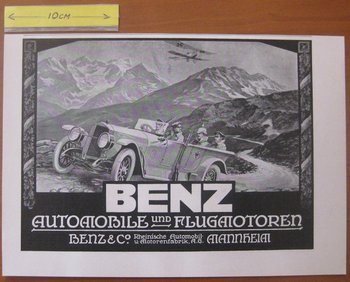 10CM
BENZ
AUTOMOBILE und FLUGMOTOREN
BENZ & Co. Rheinische Automobil
u. Motorenfabrik, A.G. MANNHEIM